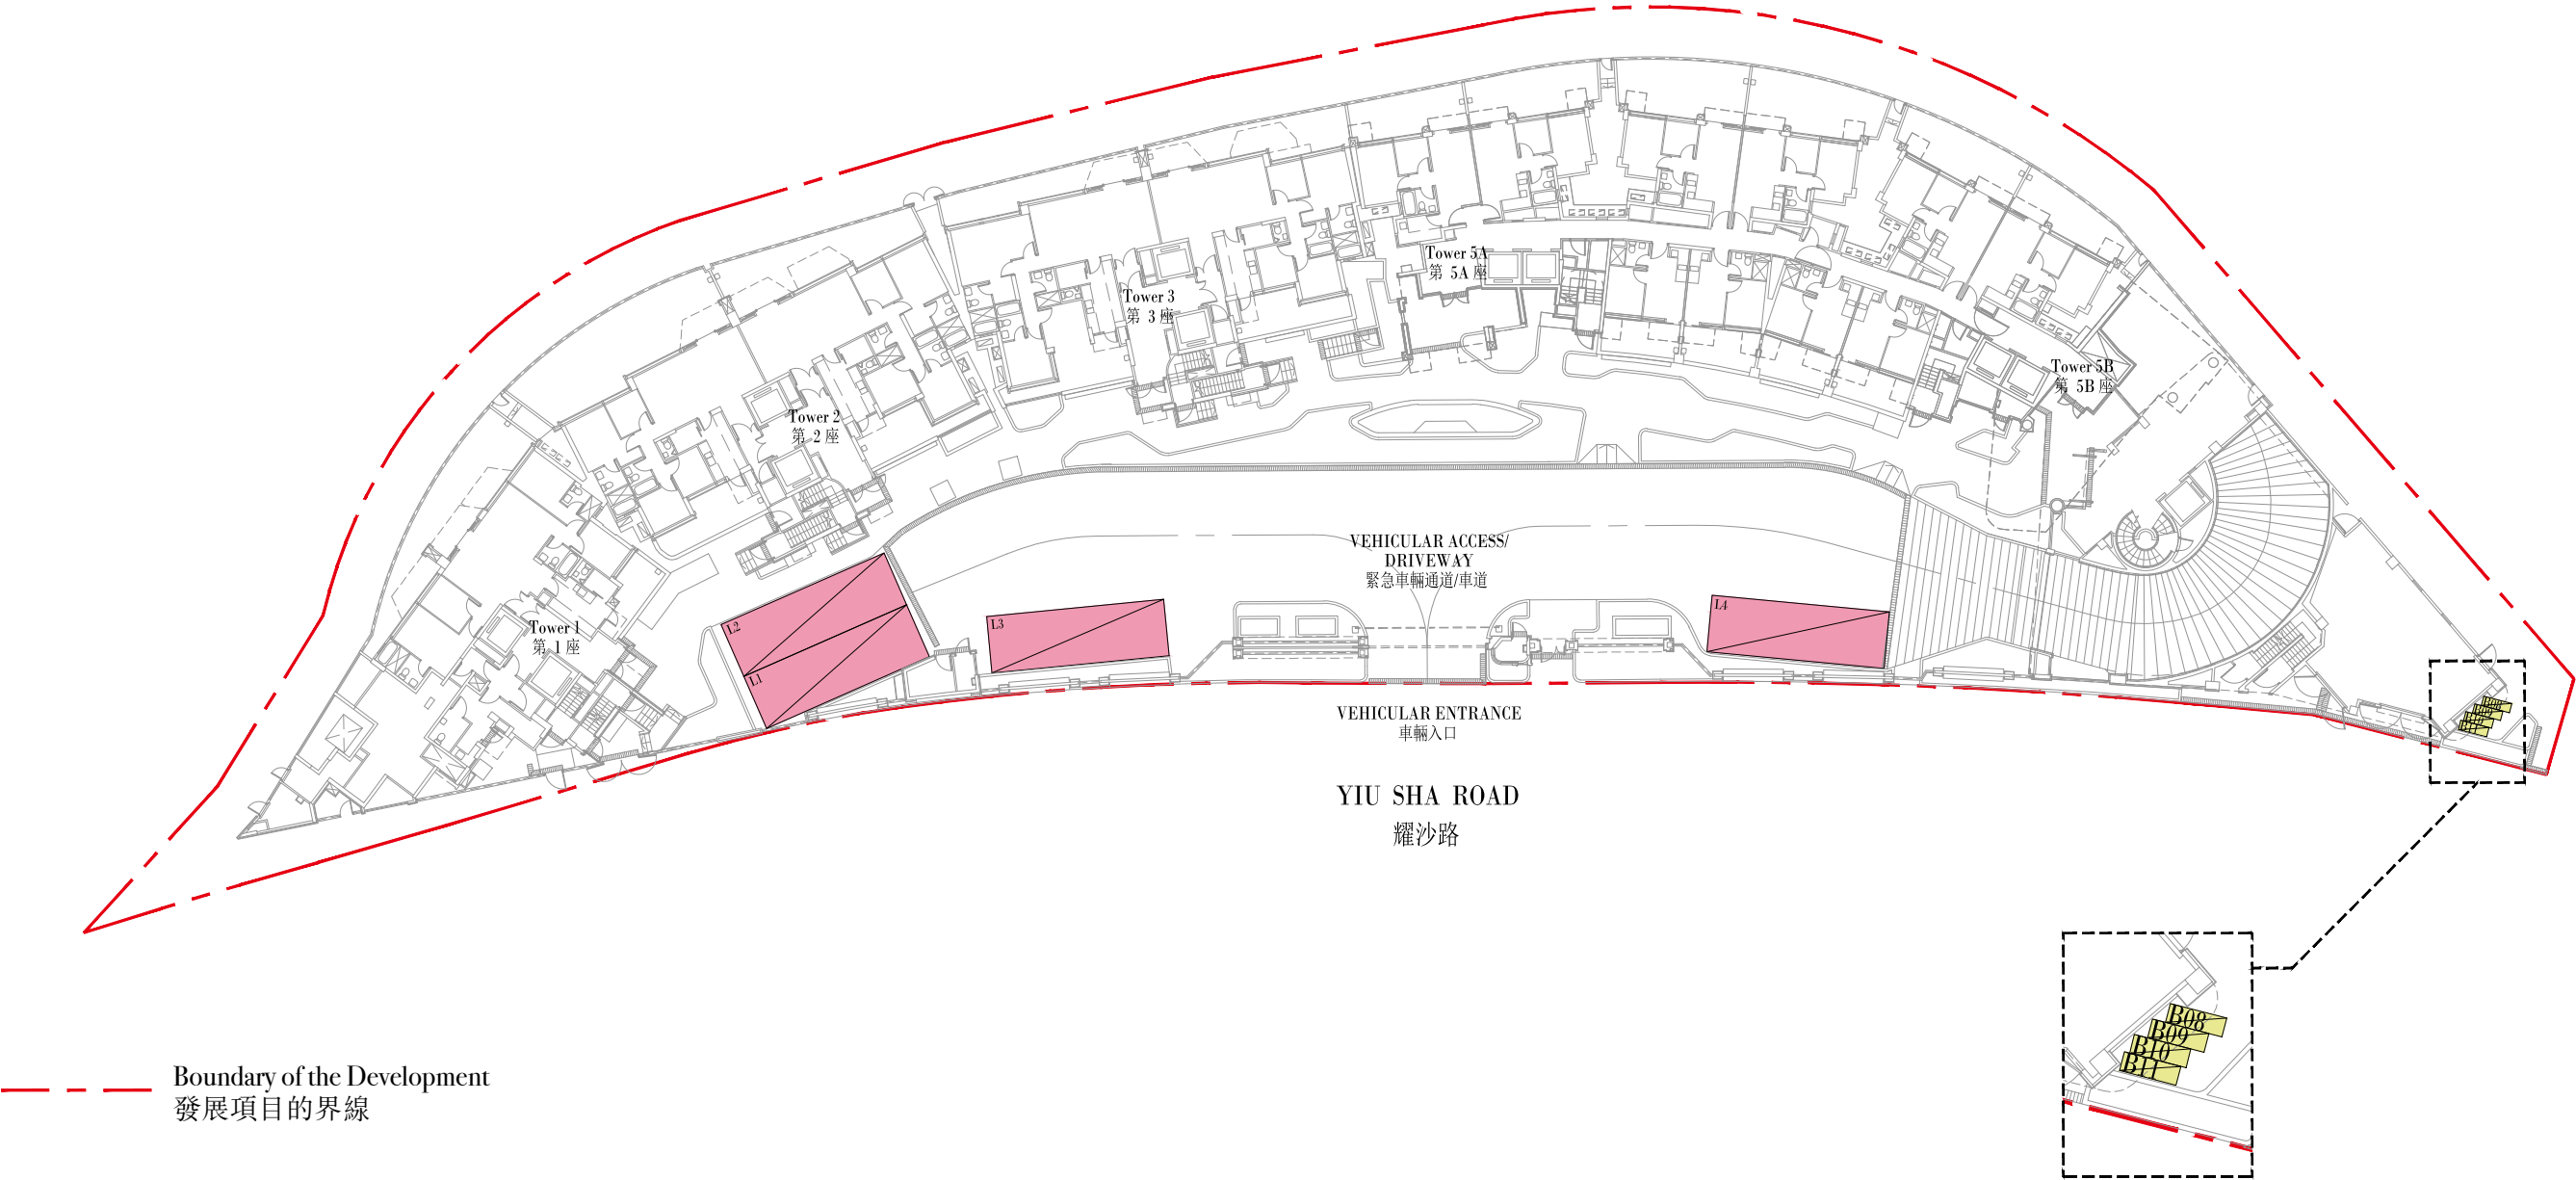 Tower 5A
第 5A 座
Tower 3
第 3 座
Tower 5B
第 5B 座
Tower 2
第 2 座
VEHICULAR ACCESS/
DRIVEWAY
緊急車輛通道/車道
Tower 1
第 1 座
L2
L1
L3
L4
VEHICULAR ENTRANCE
車輛入口
YIU SHA ROAD
耀沙路
B08
B09
B10
B11
Boundary of the Development
發展項目的界線